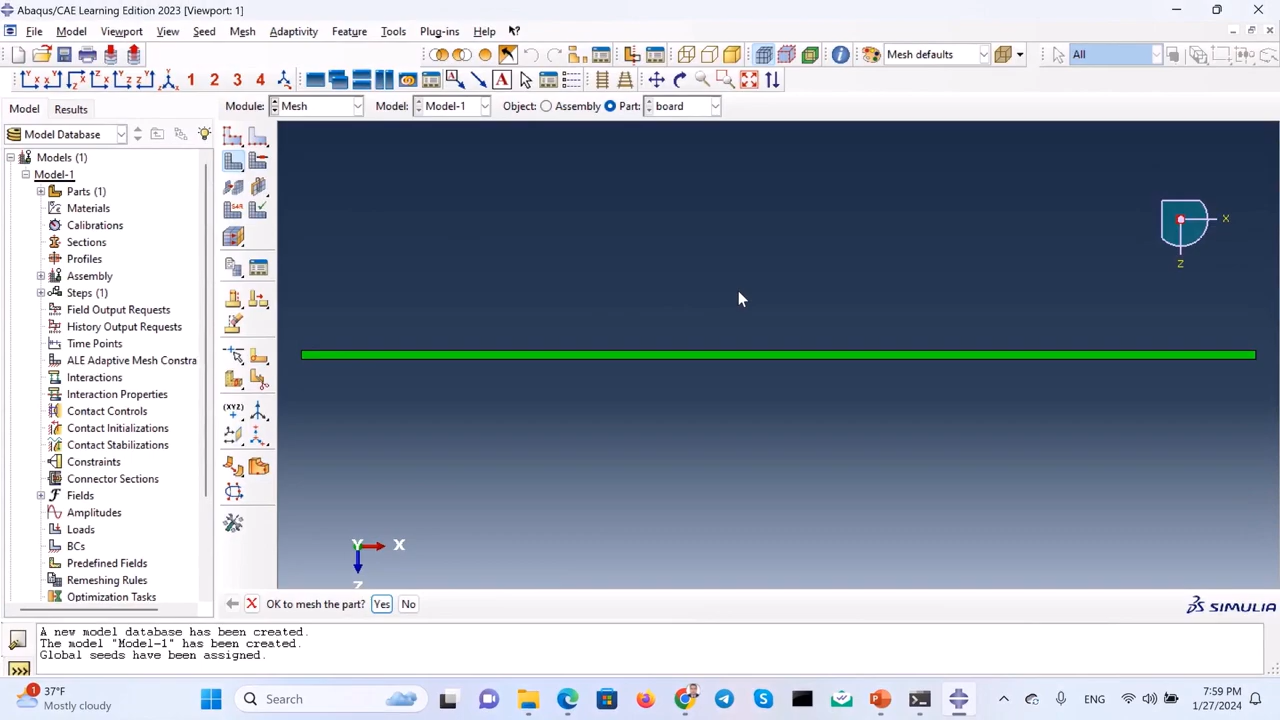 Abaqus/CAE Learning Edition 2023 [Viewport: 1]
File Model Viewport View Seed Mesh Adaptivity Feature Tools Plug-ins Help
Mesh defaults All
1 2 3 4
Model Results Module: Mesh Model: Model-1 Object: Assembly Part: board
Model Database
Models (1)
Model-1
Parts (1)
Materials
Calibrations
Sections
Profiles
Assembly
Steps (1)
Field Output Requests
History Output Requests
Time Points
ALE Adaptive Mesh Constra
Interactions
Interaction Properties
Contact Controls
Contact Initializations
Contact Stabilizations
Constraints
Connector Sections
Fields
Amplitudes
Loads
BCs
Predefined Fields
Remeshing Rules
Optimization Tasks
X
Z
Y X
Z
OK to mesh the part? Yes No
SIMULIA
A new model database has been created.
The model "Model-1" has been created.
Global seeds have been assigned.
>>>
1 37°F
Mostly cloudy
Search
ENG
7:59 PM
1/27/2024